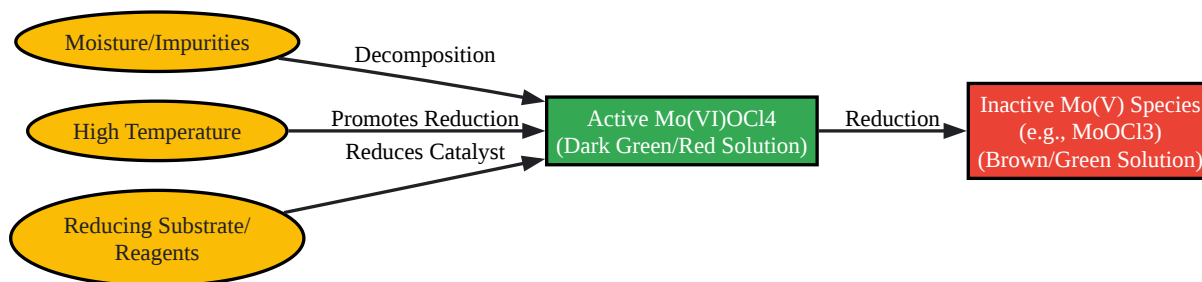 Moisture/Impurities
Decomposition
High Temperature
Promotes Reduction
Reduces Catalyst
Reducing Substrate/
Reagents
Active Mo(VI)OCl4
(Dark Green/Red Solution)
Reduction
Inactive Mo(V) Species
(e.g., MoOCl3)
(Brown/Green Solution)